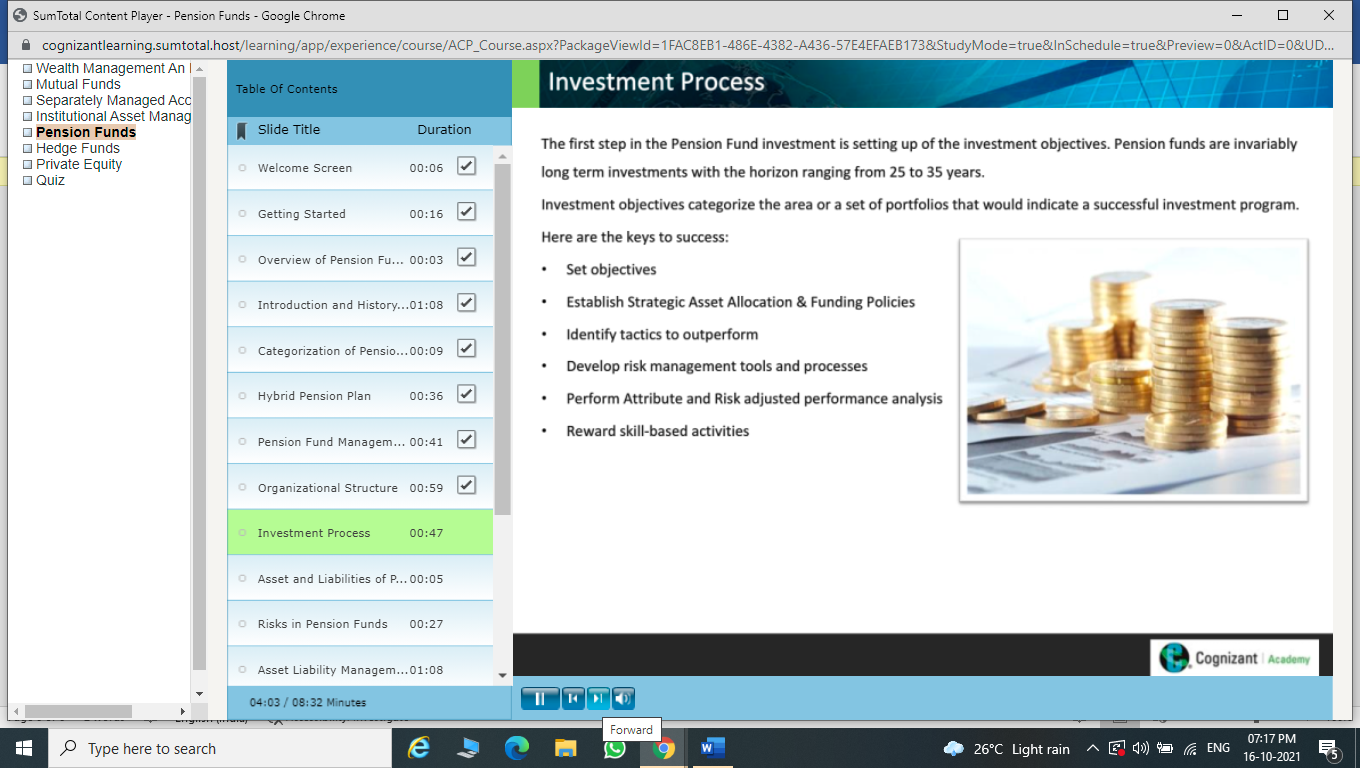 SumTotal Content Player - Pension Funds - Google Chrome
cognizantlearning.sumtotal.host/learning/app/experience/course/ACP_Course.aspx?PackageViewId=1FAC8EB1-486E-4382-A436-57E4EFAEB173&StudyMode=true&InSchedule=true&Preview=0&ActID=0&UD...
Wealth Management An
Mutual Funds
Separately Managed Acc
Institutional Asset Manag
Pension Funds
Hedge Funds
Private Equity
Quiz
Table Of Contents
Slide Title Duration
Welcome Screen 00:06
Getting Started 00:16
Overview of Pension Fu... 00:03
Introduction and History... 01:08
Categorization of Pensio... 00:09
Hybrid Pension Plan 00:36
Pension Fund Managem... 00:41
Organizational Structure 00:59
Investment Process 00:47
Asset and Liabilities of P... 00:05
Risks in Pension Funds 00:27
Asset Liability Managem... 01:08
04:03 / 08:32 Minutes
Investment Process
The first step in the Pension Fund investment is setting up of the investment objectives. Pension funds are invariably
long term investments with the horizon ranging from 25 to 35 years.
Investment objectives categorize the area or a set of portfolios that would indicate a successful investment program.
Here are the keys to success:
• Set objectives
• Establish Strategic Asset Allocation & Funding Policies
• Identify tactics to outperform
• Develop risk management tools and processes
• Perform Attribute and Risk adjusted performance analysis
• Reward skill-based activities
Cognizant | Academy
Forward
Type here to search
26°C Light rain
ENG
07:17 PM
16-10-2021
5